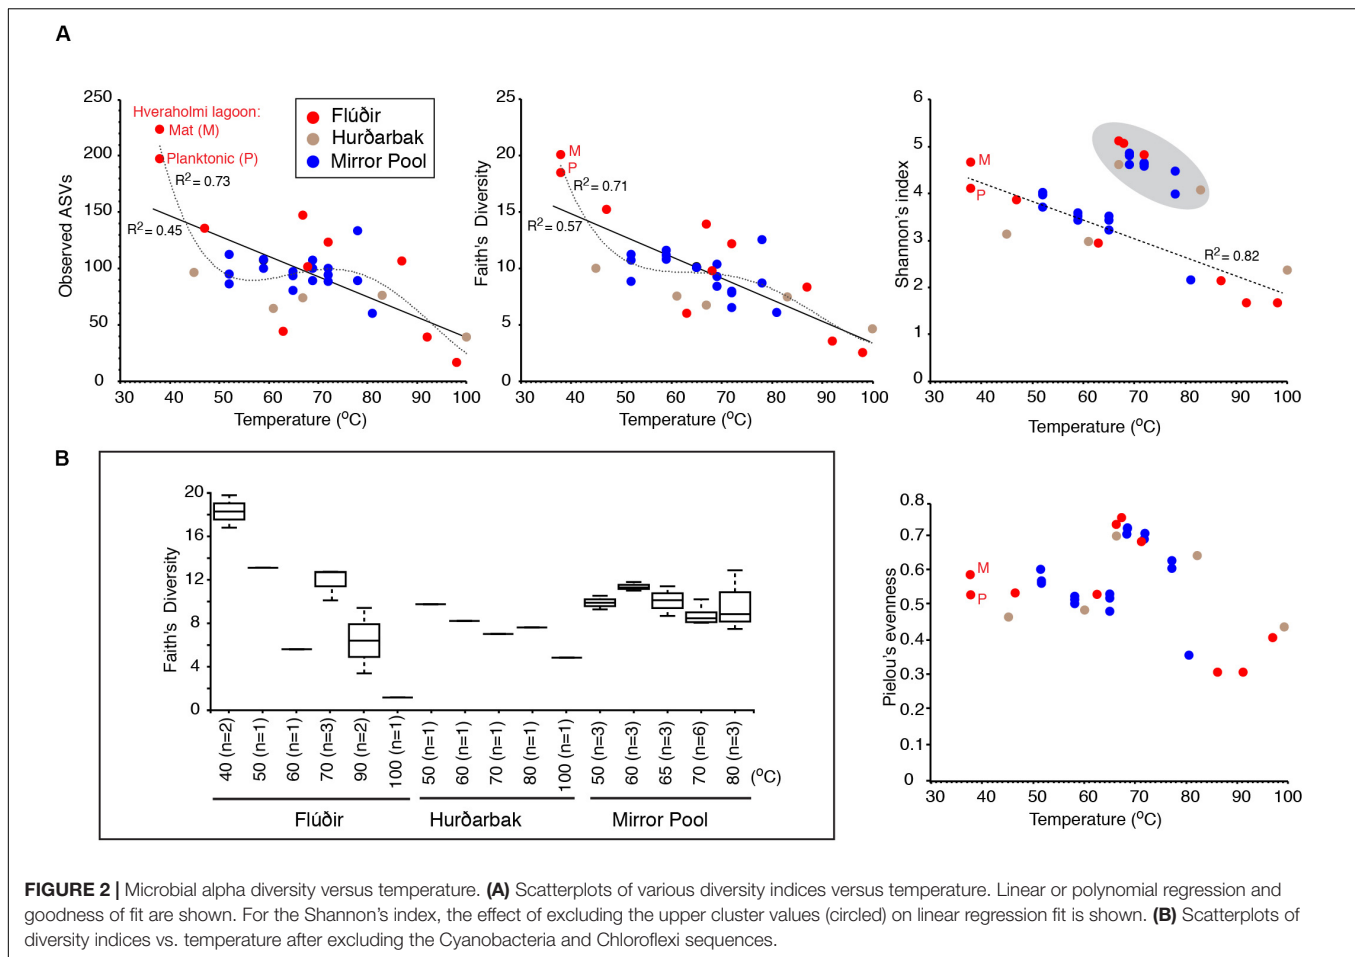 A
250
200
150
100
50
0
Observed ASVs
Hveraholmi lagoon:
Mat (M)
Planktonic (P)
R2 = 0.73
R2 = 0.45
30 40 50 60 70 80 90 100
Temperature (oC)
Flúðir
Hurðarbak
Mirror Pool
25
20
15
10
5
0
Faith's Diversity
M
P
R2 = 0.71
R2 = 0.57
30 40 50 60 70 80 90 100
Temperature (oC)
6
5
4
3
2
1
0
Shannon's index
M
P
R2 = 0.82
30 40 50 60 70 80 90 100
Temperature (oC)
B
20
16
12
8
4
0
Faith's Diversity
40 (n=2)
50 (n=1)
60 (n=1)
70 (n=3)
90 (n=2)
100 (n=1)
50 (n=1)
60 (n=1)
70 (n=1)
80 (n=1)
100 (n=1)
50 (n=3)
60 (n=3)
65 (n=3)
70 (n=6)
80 (n=3)
(oC)
Flúðir Hurðarbak Mirror Pool
0.8
0.7
0.6
0.5
0.4
0.3
0.2
0.1
0
Pielou's evenness
M
P
30 40 50 60 70 80 90 100
Temperature (oC)
FIGURE 2 | Microbial alpha diversity versus temperature. (A) Scatterplots of various diversity indices versus temperature. Linear or polynomial regression and
goodness of fit are shown. For the Shannon's index, the effect of excluding the upper cluster values (circled) on linear regression fit is shown. (B) Scatterplots of
diversity indices vs. temperature after excluding the Cyanobacteria and Chloroflexi sequences.